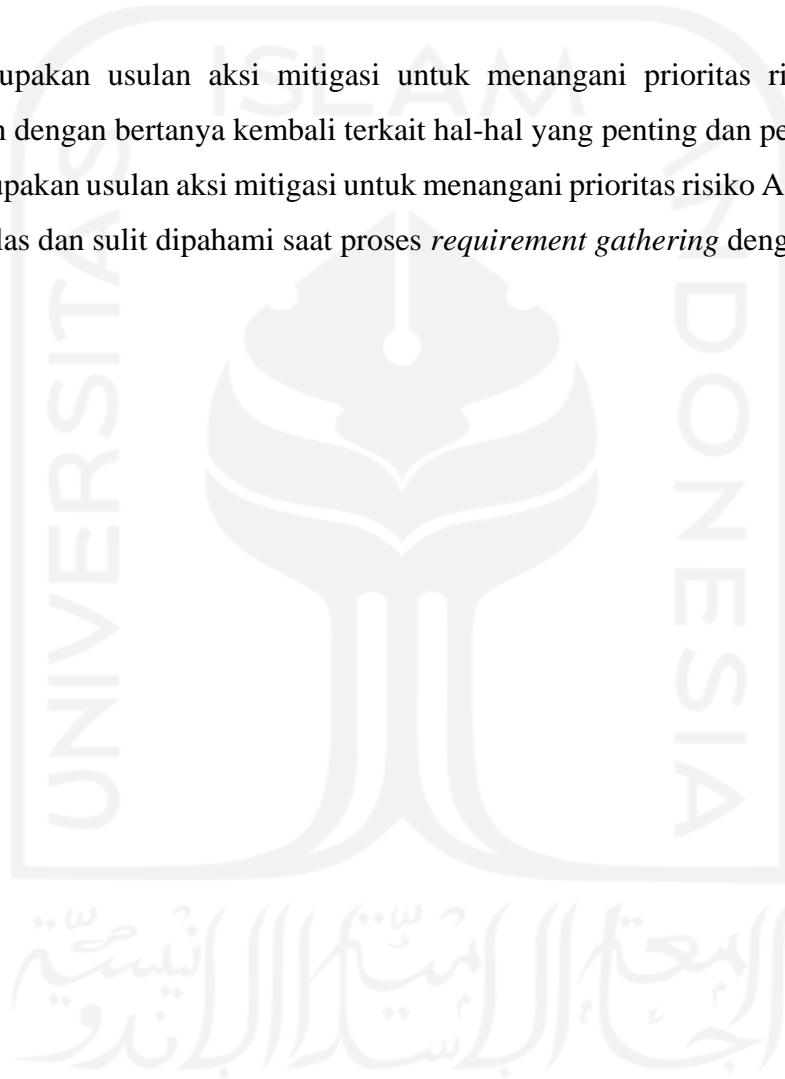 ISLAM
upakan usulan aksi mitigasi untuk menangani prioritas ri
n dengan bertanya kembali terkait hal-hal yang penting dan pe
upakan usulan aksi mitigasi untuk menangani prioritas risiko A
las dan sulit dipahami saat proses requirement gathering deng
UNIVERSITAS
INDONESIA